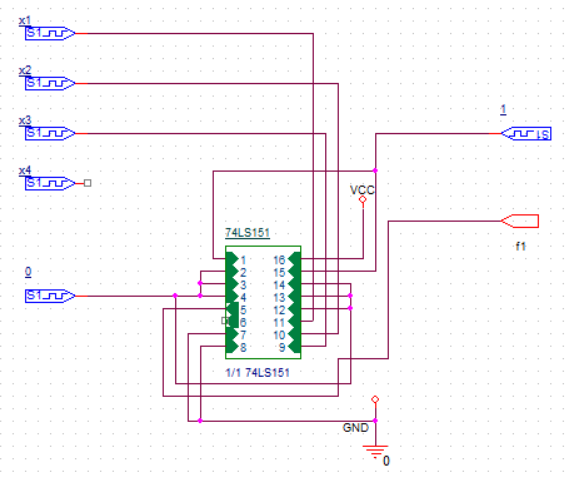 x1
S1
x2
S1
x3
S1
x4
S1
1
S1
VCC
f1
74LS151
0
S1
1 16
2 15
3 14
4 13
5 12
6 11
7 10
8 9
1/1 74LS151
GND
0